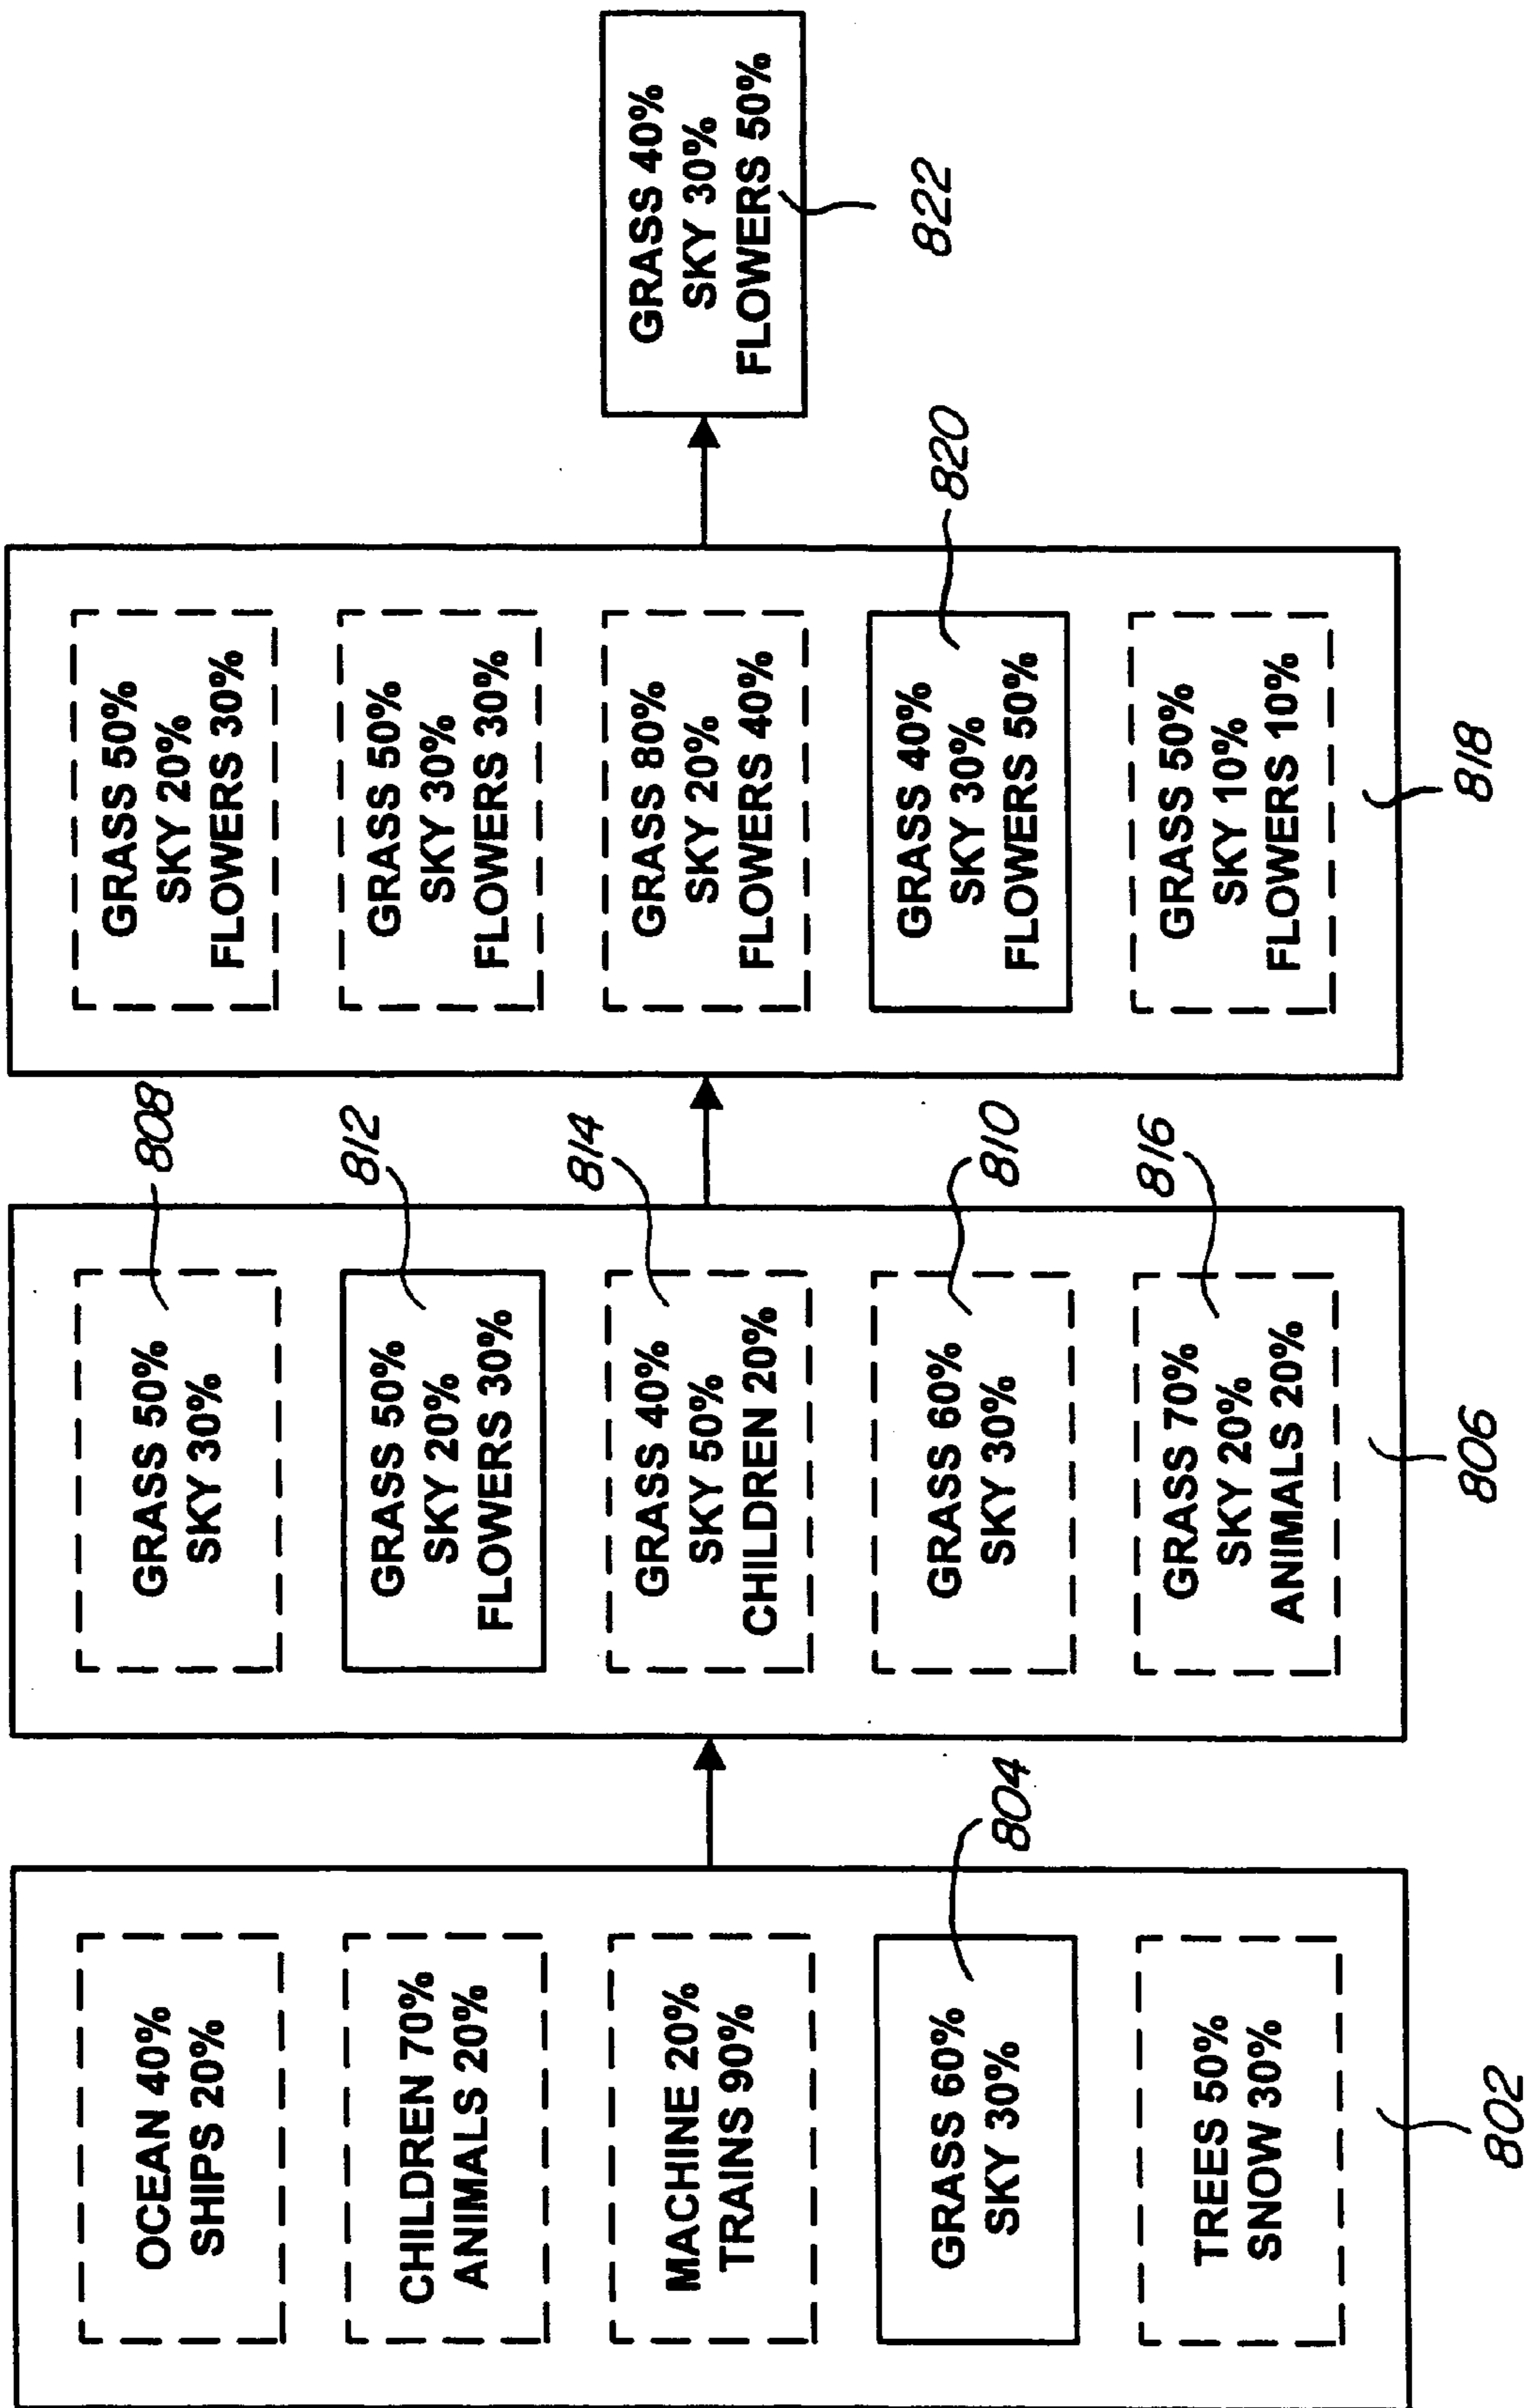 OCEAN 40%
SHIPS 20%
CHILDREN 70%
ANIMALS 20%
MACHINE 20%
TRAINS 90%
GRASS 60%
SKY 30%
804
TREES 50%
SNOW 30%
802
808
GRASS 50%
SKY 30%
812
GRASS 50%
SKY 20%
FLOWERS 30%
814
GRASS 40%
SKY 50%
CHILDREN 20%
810
GRASS 60%
SKY 30%
816
GRASS 70%
SKY 20%
ANIMALS 20%
806
GRASS 50%
SKY 20%
FLOWERS 30%
GRASS 50%
SKY 30%
FLOWERS 30%
GRASS 80%
SKY 20%
FLOWERS 40%
820
GRASS 40%
SKY 30%
FLOWERS 50%
GRASS 50%
SKY 10%
FLOWERS 10%
818
GRASS 40%
SKY 30%
FLOWERS 50%
822